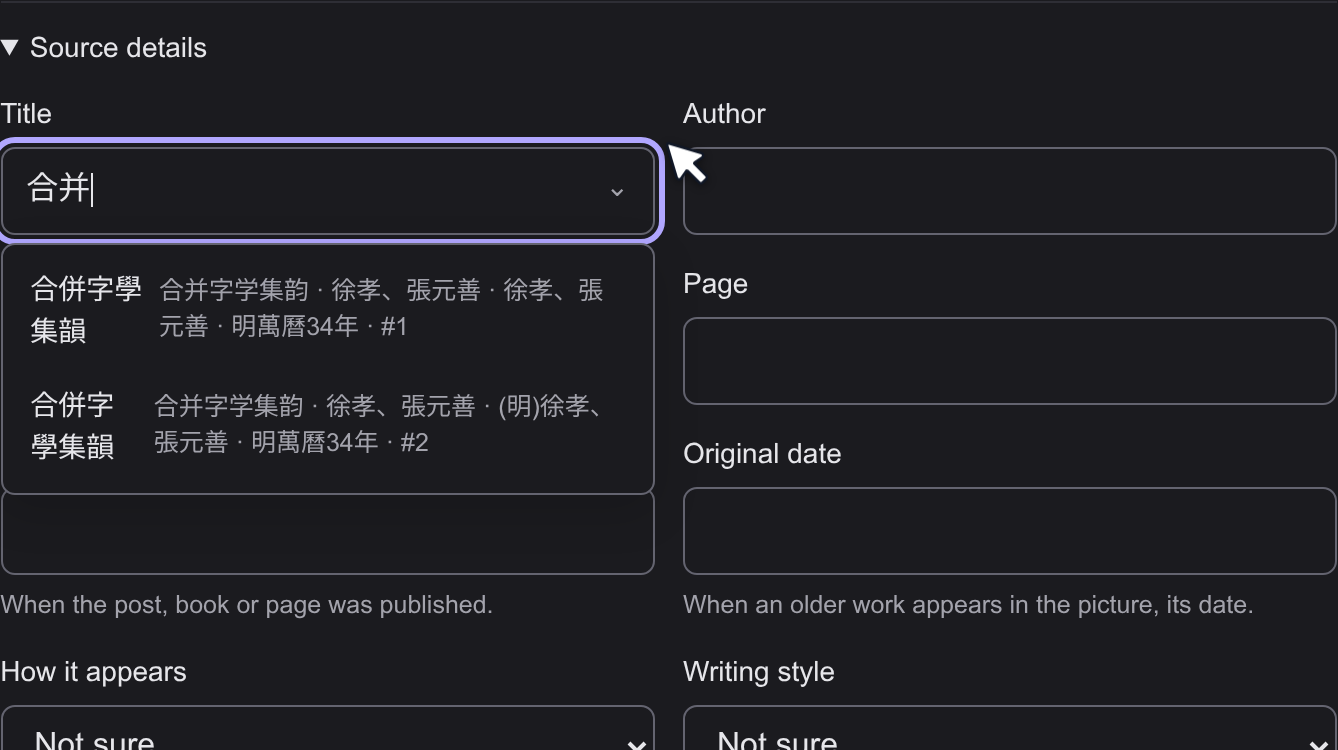 Source details
Title
Author
合并
合併字學
集韻
合并字学集韵 · 徐孝、張元善 · 徐孝、張
元善 · 明萬曆34年 · #1
Page
合併字
學集韻
合并字学集韵 · 徐孝、張元善 · (明)徐孝、
張元善 · 明萬曆34年 · #2
Original date
When the post, book or page was published.
When an older work appears in the picture, its date.
How it appears
Writing style
Not sure
Not sure